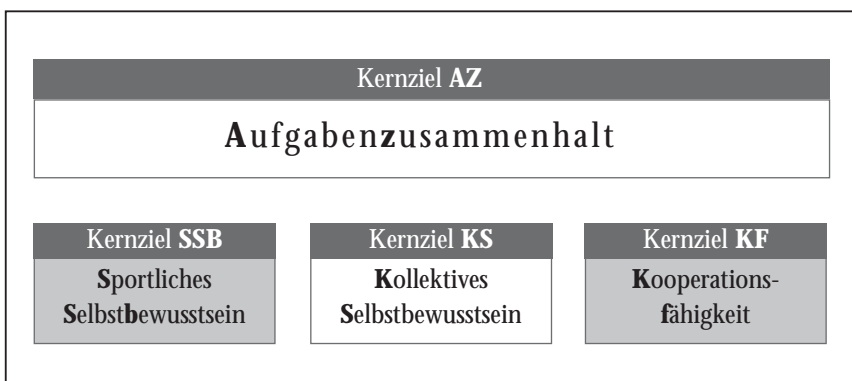 Kernziel AZ
Aufgabenzusammenhalt
Kernziel SSB
Sportliches
Selbstbewusstsein
Kernziel KS
Kollektives
Selbstbewusstsein
Kernziel KF
Kooperations-
fähigkeit